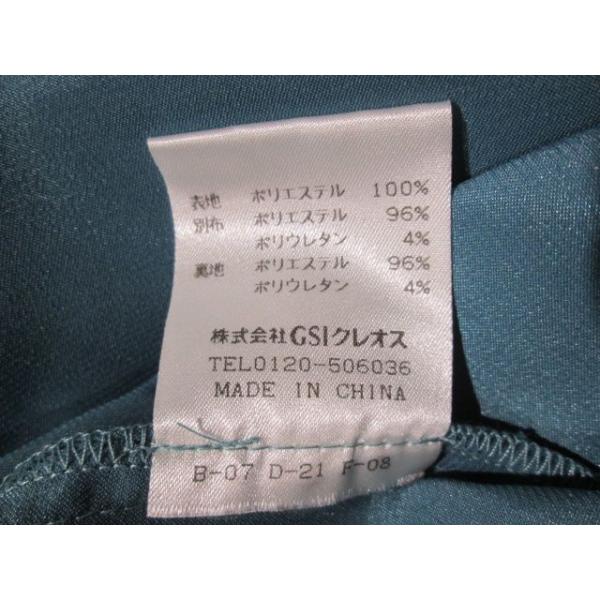 表地 ポリエステル 100%
別布 ポリエステル 96%
ポリウレタン 4%
裏地 ポリエステル 96%
ポリウレタン 4%
株式会社GSIクレオス
TEL0120-506036
MADE IN CHINA
B-07 D-21 F-08